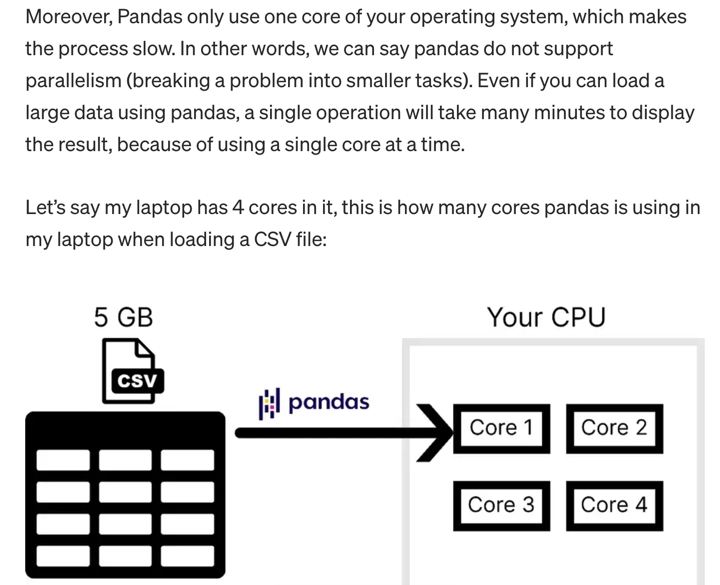 Moreover, Pandas only use one core of your operating system, which makes
the process slow. In other words, we can say pandas do not support
parallelism (breaking a problem into smaller tasks). Even if you can load a
large data using pandas, a single operation will take many minutes to display
the result, because of using a single core at a time.
Let’s say my laptop has 4 cores in it, this is how many cores pandas is using in
my laptop when loading a CSV file:
5 GB
CSV
pandas
Your CPU
Core 1
Core 2
Core 3
Core 4